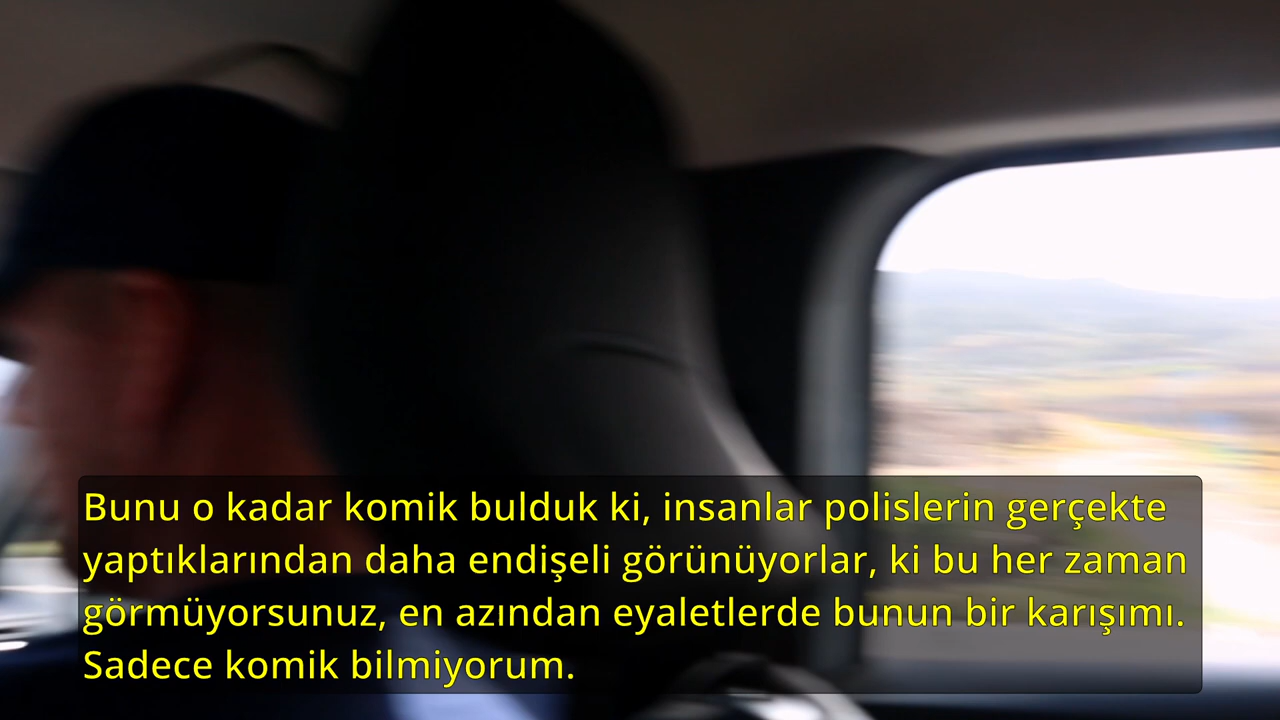 Bunu o kadar komik bulduk ki, insanlar polislerin gerçekte
yaptıklarından daha endişeli görünüyorlar, ki bu her zaman
görmüyorsunuz, en azından eyaletlerde bunun bir karışımı.
Sadece komik bilmiyorum.